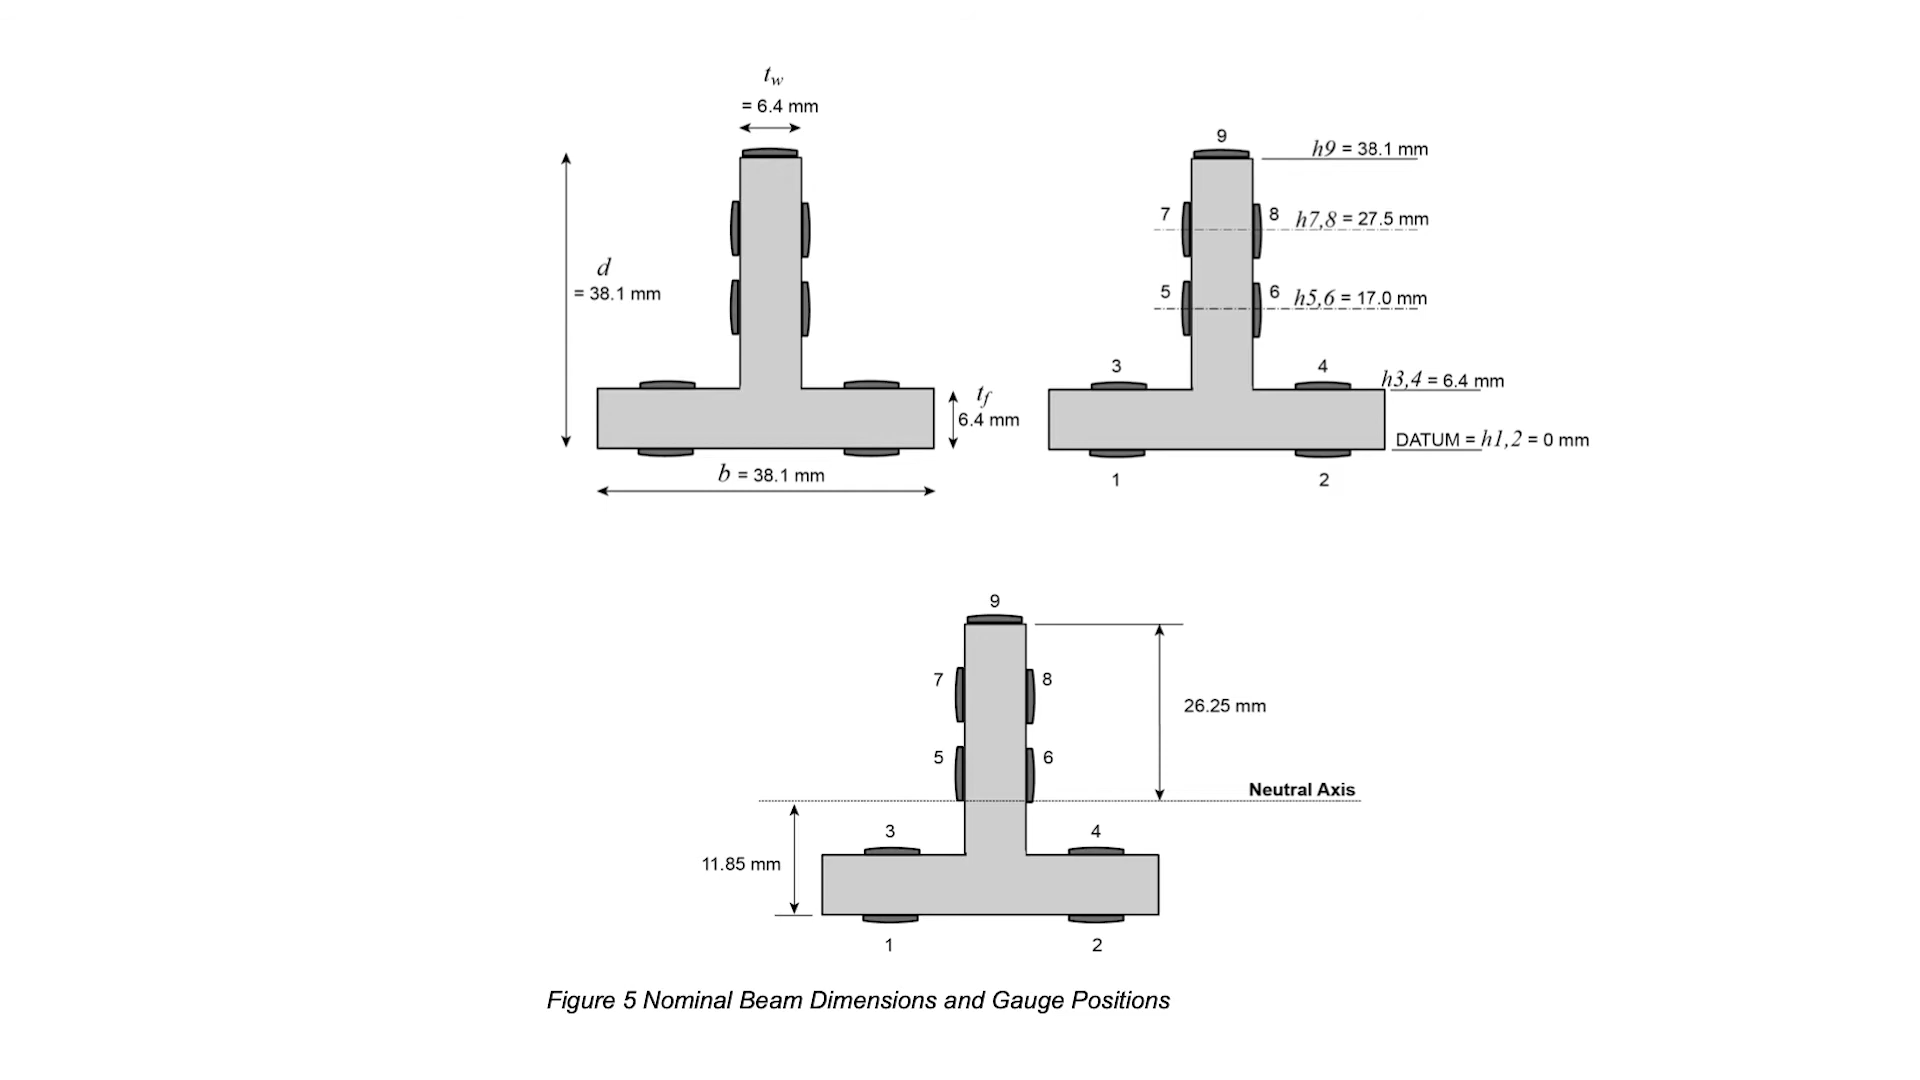 tw
= 6.4 mm
d
= 38.1 mm
tf
6.4 mm
b = 38.1 mm
9
h9 = 38.1 mm
7
8
h7,8 = 27.5 mm
5
6
h5,6 = 17.0 mm
3
4
h3,4 = 6.4 mm
DATUM = h1,2 = 0 mm
1
2
9
7
8
26.25 mm
5
6
Neutral Axis
3
4
11.85 mm
1
2
Figure 5 Nominal Beam Dimensions and Gauge Positions